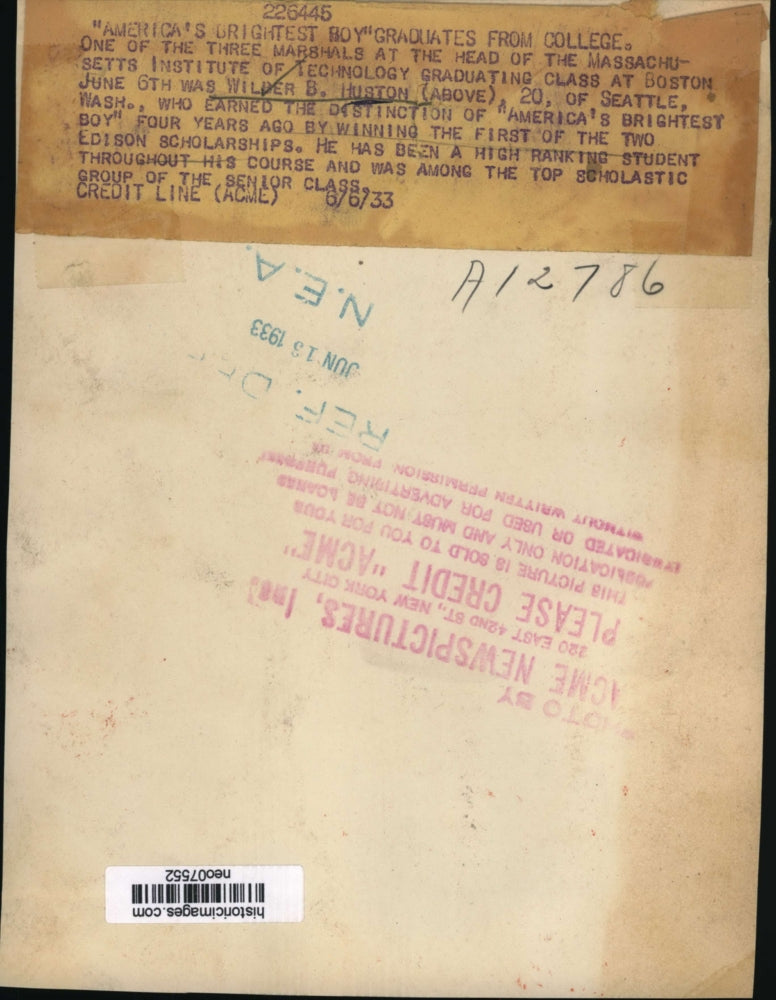 226445
"AMERICA'S BRIGHTEST BOY"GRADUATES FROM COLLEGE.
ONE OF THE THREE MARSHALS AT THE HEAD OF THE MASSACHU-
SETTS INSTITUTE OF TECHNOLOGY GRADUATING CLASS AT BOSTON
JUNE 6TH WAS WILBER B. HUSTON (ABOVE), 20, OF SEATTLE,
WASH., WHO EARNED THE DISTINCTION OF "AMERICA'S BRIGHTEST
BOY" FOUR YEARS AGO BY WINNING THE FIRST OF THE TWO
EDISON SCHOLARSHIPS. HE HAS BEEN A HIGH RANKING STUDENT
THROUGHOUT HIS COURSE AND WAS AMONG THE TOP SCHOLASTIC
GROUP OF THE SENIOR CLASS.
CREDIT LINE (ACME) 6/6/33
A12786
REF.
JUN 13 1933
N.E.A.
PHOTO BY
ACME NEWSPICTURES, Inc.
220 EAST 42ND ST., NEW YORK CITY
PLEASE CREDIT "ACME"
THIS PICTURE IS SOLD TO YOU FOR YOUR
PUBLICATION ONLY AND MUST NOT BE LOANED
SYNDICATED OR USED FOR ADVERTISING PURPOSES
WITHOUT WRITTEN PERMISSION FROM US
historicimages.com
neo07552